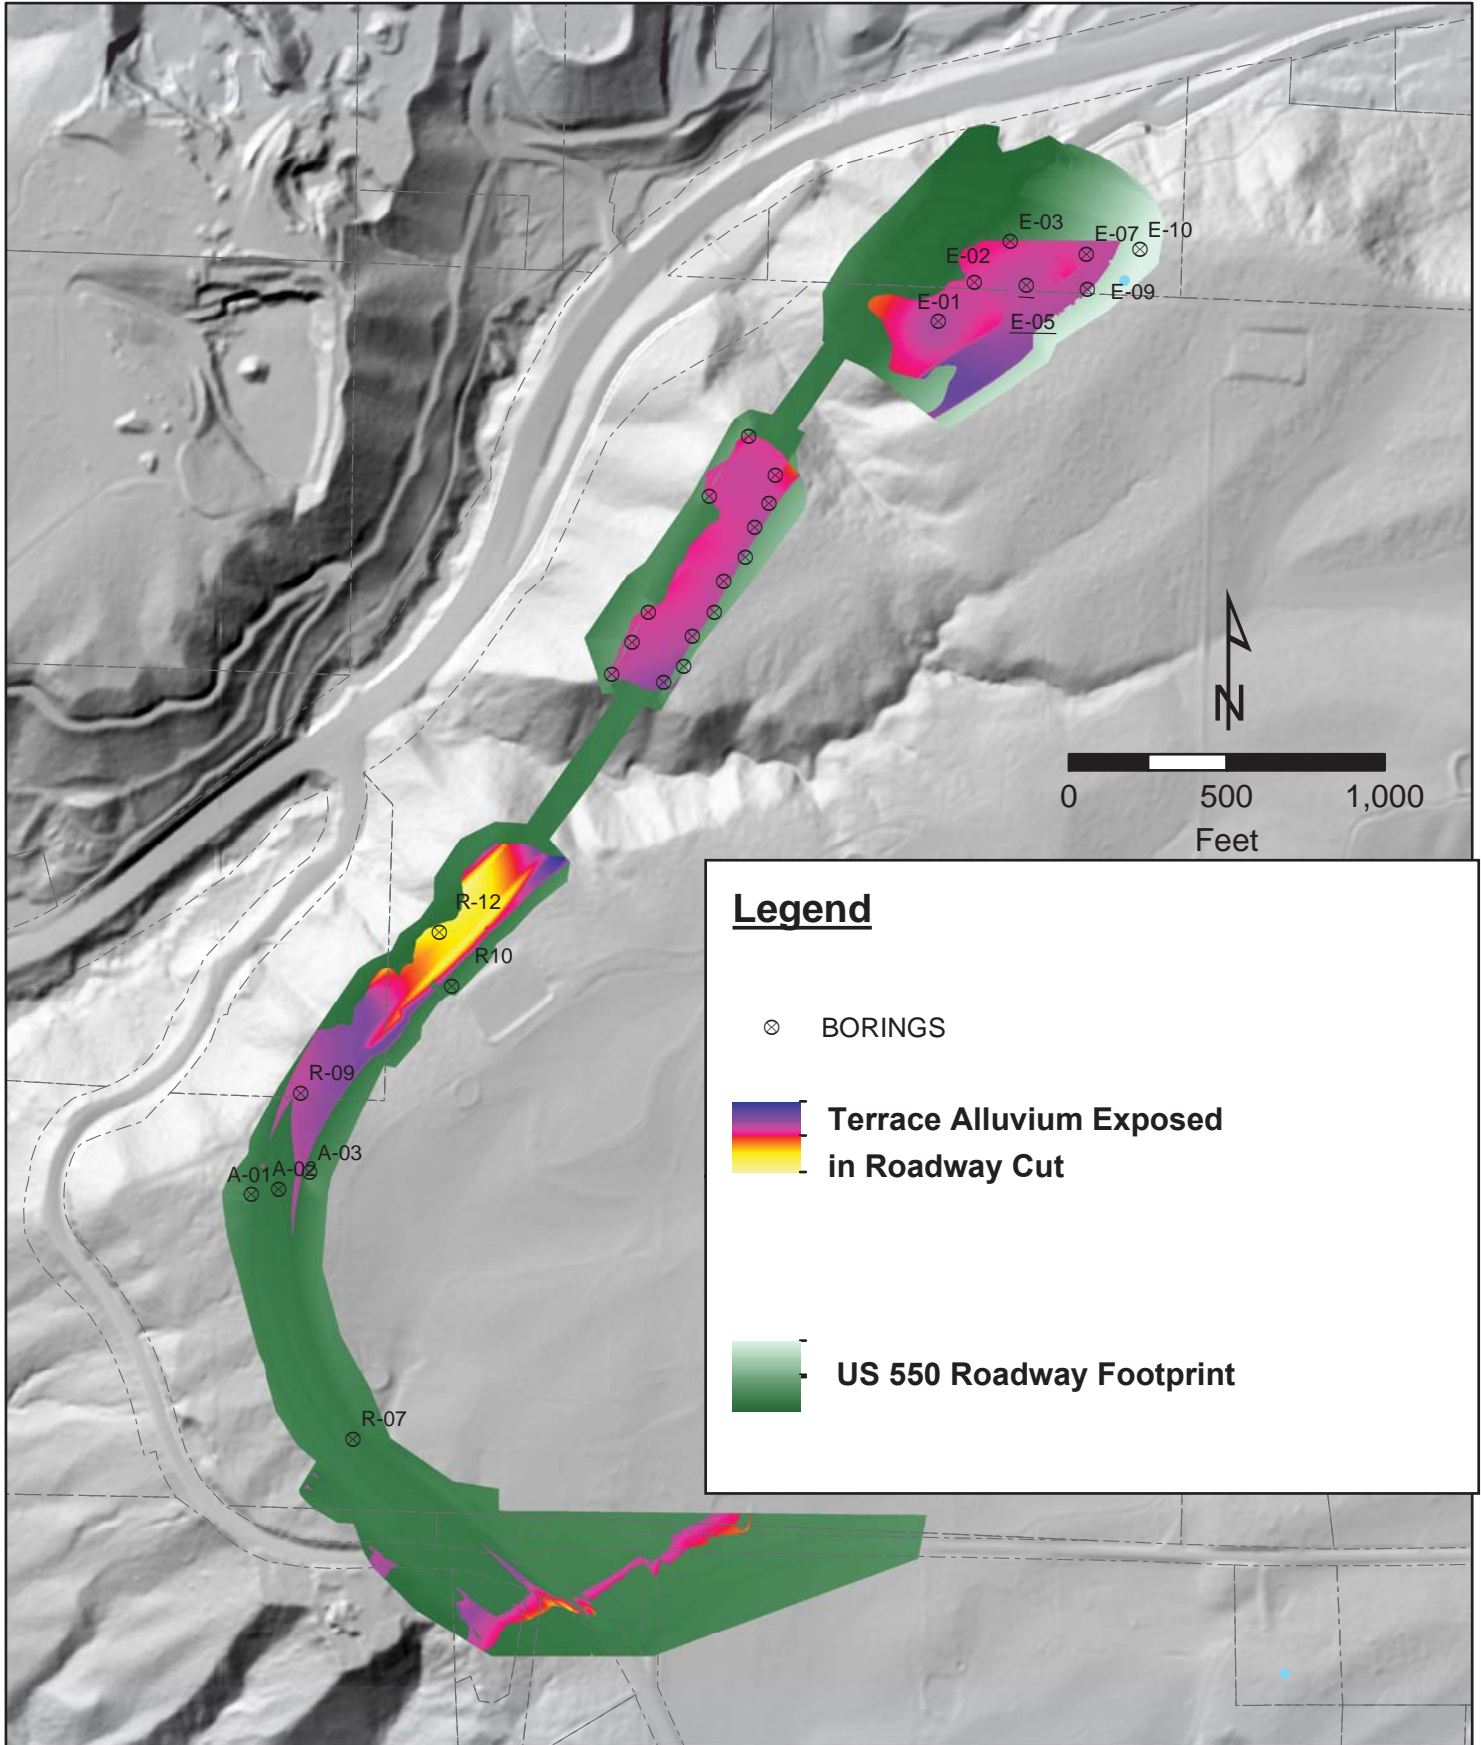 E-03
E-07
E-10
E-02
E-09
E-01
E-05
N
0 500 1,000
Feet
Legend
R-12
R10
BORINGS
R-09
Terrace Alluvium Exposed
in Roadway Cut
A-03
A-01
A-02
US 550 Roadway Footprint
R-07